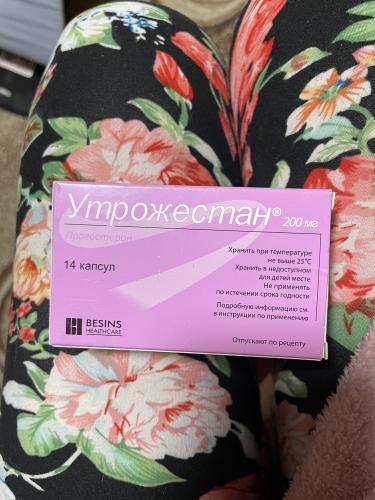 Утрожестан® 200 мг
Прогестерон
14 капсул
Хранить при температуре
не выше 25°С
Хранить в недоступном
для детей месте
Не применять
по истечении срока годности
Подробную информацию см.
в инструкции по применению
BESINS
HEALTHCARE
Отпускают по рецепту